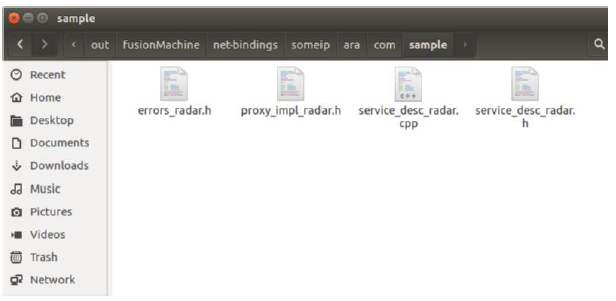 sample
out fusionMachine net-bindings someip ara com sample
Recent
Home
Desktop
Documents
Downloads
Music
Pictures
Videos
Trash
Network
errors_radar.h
proxy_impl_radar.h
C++
service_desc_radar.
cpp
service_desc_radar.
h